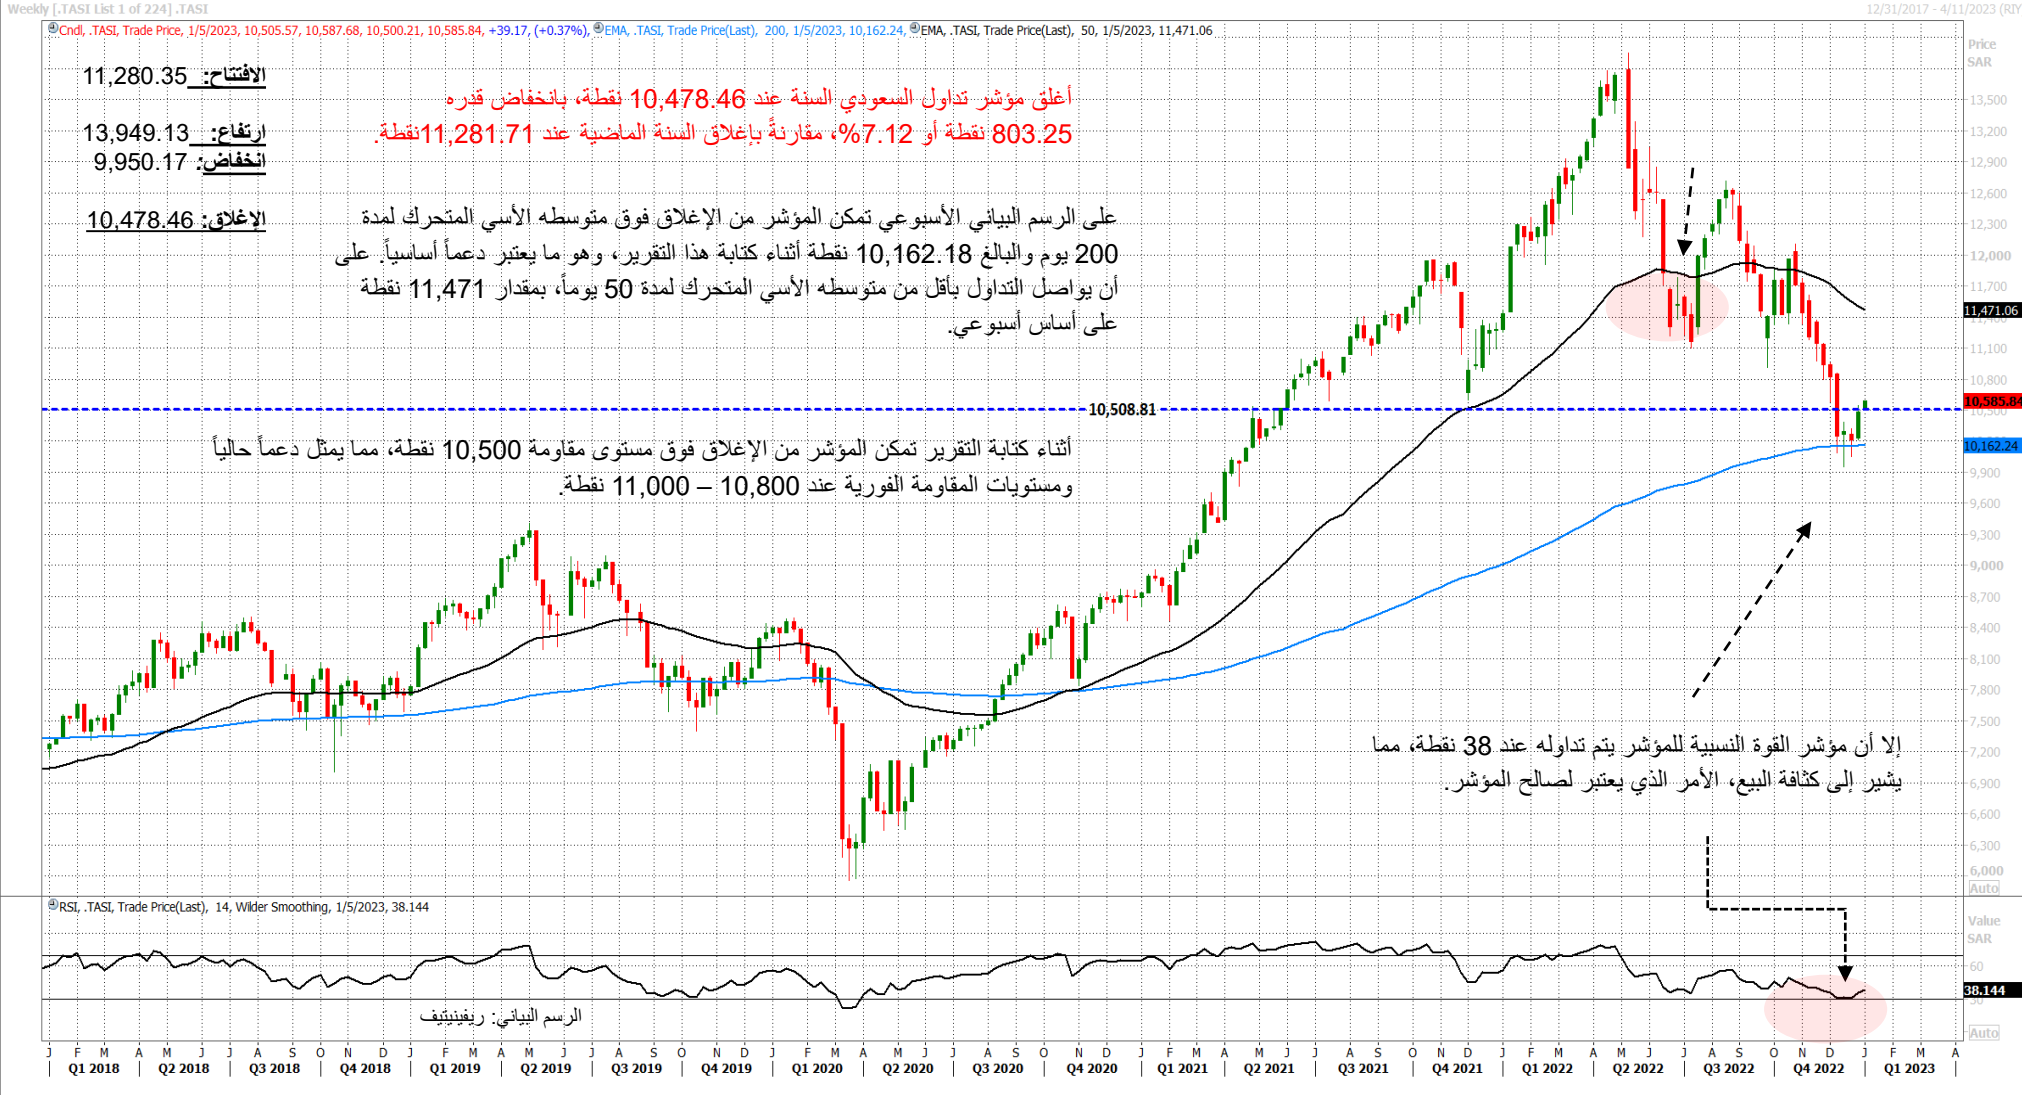 Weekly [.TASI List 1 of 224] .TASI
12/31/2017 - 4/11/2023 (RIY
Cndl, .TASI, Trade Price, 1/5/2023, 10,505.57, 10,587.68, 10,500.21, 10,585.84, +39.17, (+0.37%), EMA, .TASI, Trade Price(Last), 200, 1/5/2023, 10,162.24, EMA, .TASI, Trade Price(Last), 50, 1/5/2023, 11,471.06
Price
SAR
الافتتاح: 11,280.35
ارتفاع: 13,949.13
انخفاض: 9,950.17
الإغلاق: 10,478.46
أغلق مؤشر تداول السعودي السنة عند 10,478.46 نقطة، بانخفاض قدره
803.25 نقطة أو 7.12%، مقارنةً بإغلاق السنة الماضية عند 11,281.71نقطة.
على الرسم البياني الأسبوعي تمكن المؤشر من الإغلاق فوق متوسطه الأسي المتحرك لمدة
200 يوم والبالغ 10,162.18 نقطة أثناء كتابة هذا التقرير، وهو ما يعتبر دعماً أساسياً. على
أن يواصل التداول بأقل من متوسطه الأسي المتحرك لمدة 50 يوماً، بمقدار 11,471 نقطة
على أساس أسبوعي.
10,508.81
أثناء كتابة التقرير تمكن المؤشر من الإغلاق فوق مستوى مقاومة 10,500 نقطة، مما يمثل دعماً حالياً
ومستويات المقاومة الفورية عند 10,800 – 11,000 نقطة.
إلا أن مؤشر القوة النسبية للمؤشر يتم تداوله عند 38 نقطة، مما
يشير إلى كثافة البيع، الأمر الذي يعتبر لصالح المؤشر.
13,500
13,200
12,900
12,600
12,300
12,000
11,700
11,471.06
11,100
10,800
10,585.84
10,162.24
9,900
9,600
9,300
9,000
8,700
8,400
8,100
7,800
7,500
7,200
6,900
6,600
6,300
6,000
Auto
RSI, .TASI, Trade Price(Last), 14, Wilder Smoothing, 1/5/2023, 38.144
Value
SAR
60
38.144
30
Auto
الرسم البياني: ريفينيتيف
J F M A M J J A S O N D J F M A M J J A S O N D J F M A M J J A S O N D J F M A M J J A S O N D J F M A M J J A S O N D J F M A
Q1 2018 Q2 2018 Q3 2018 Q4 2018 Q1 2019 Q2 2019 Q3 2019 Q4 2019 Q1 2020 Q2 2020 Q3 2020 Q4 2020 Q1 2021 Q2 2021 Q3 2021 Q4 2021 Q1 2022 Q2 2022 Q3 2022 Q4 2022 Q1 2023